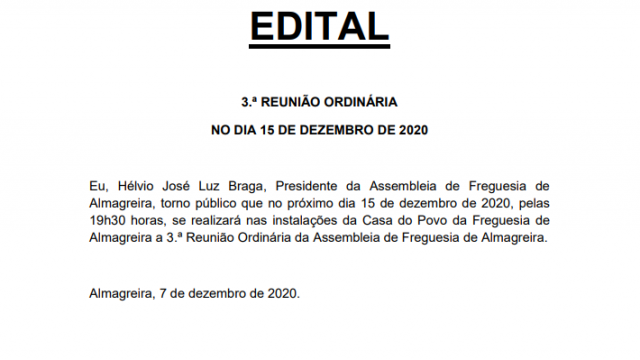 EDITAL
3.ª REUNIÃO ORDINÁRIA
NO DIA 15 DE DEZEMBRO DE 2020
Eu, Hélvio José Luz Braga, Presidente da Assembleia de Freguesia de
Almagreira, torno público que no próximo dia 15 de dezembro de 2020, pelas
19h30 horas, se realizará nas instalações da Casa do Povo da Freguesia de
Almagreira a 3.ª Reunião Ordinária da Assembleia de Freguesia de Almagreira.
Almagreira, 7 de dezembro de 2020.